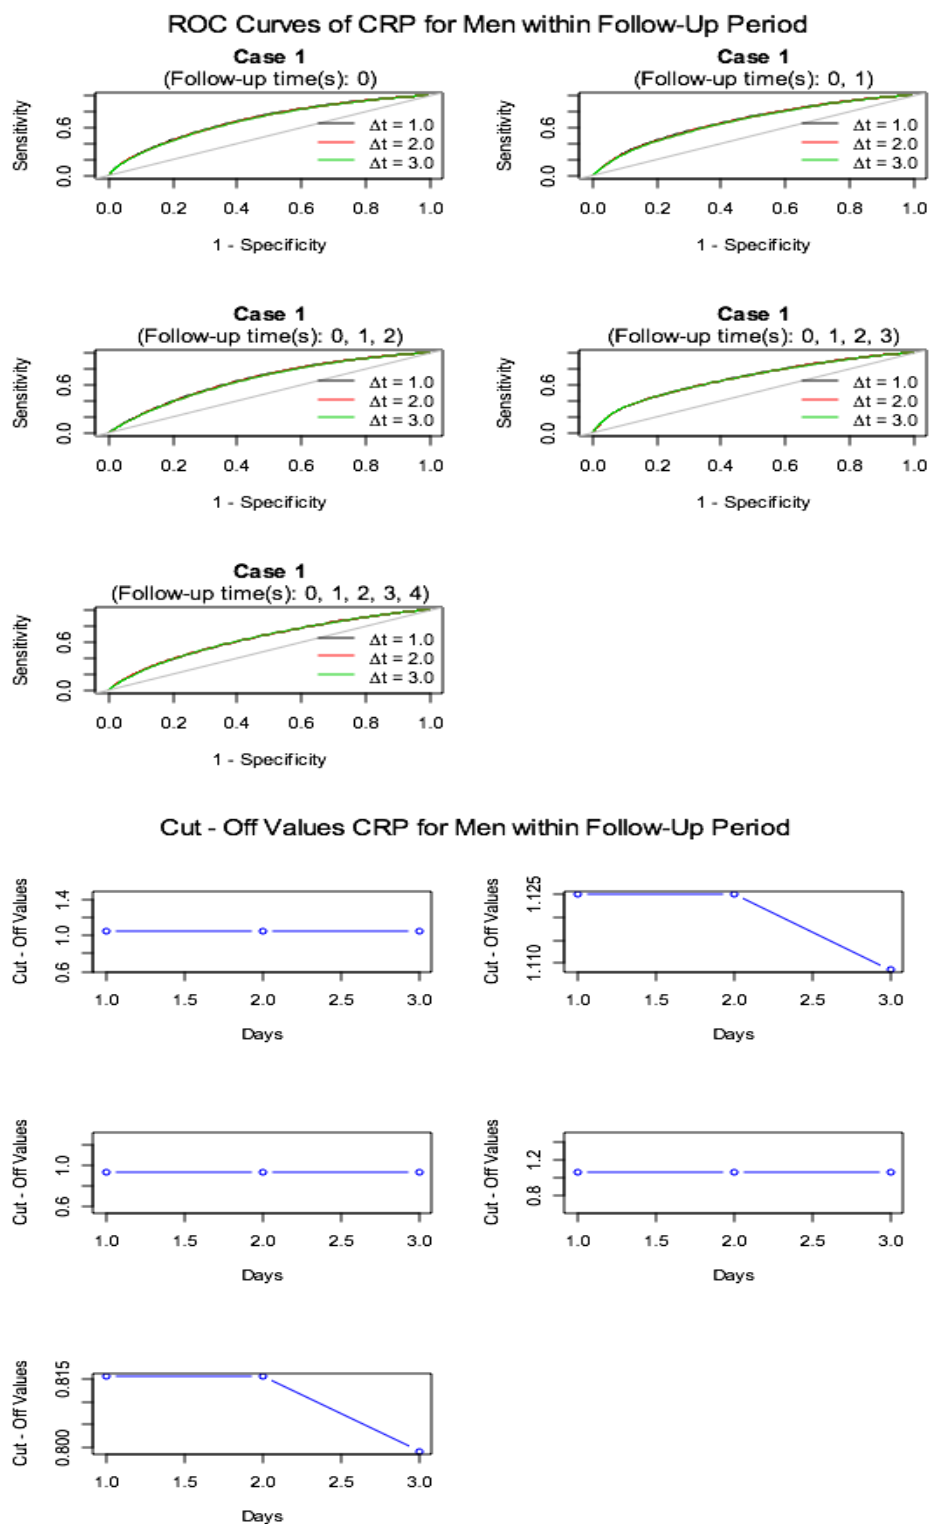 ROC Curves of CRP for Men within Follow-Up Period
Case 1
(Follow-up time(s): 0)
Sensitivity
0.6
0.0
Δt = 1.0
Δt = 2.0
Δt = 3.0
0.0 0.2 0.4 0.6 0.8 1.0
1 - Specificity
Case 1
(Follow-up time(s): 0, 1)
Sensitivity
0.6
0.0
Δt = 1.0
Δt = 2.0
Δt = 3.0
0.0 0.2 0.4 0.6 0.8 1.0
1 - Specificity
Case 1
(Follow-up time(s): 0, 1, 2)
Sensitivity
0.6
0.0
Δt = 1.0
Δt = 2.0
Δt = 3.0
0.0 0.2 0.4 0.6 0.8 1.0
1 - Specificity
Case 1
(Follow-up time(s): 0, 1, 2, 3)
Sensitivity
0.6
0.0
Δt = 1.0
Δt = 2.0
Δt = 3.0
0.0 0.2 0.4 0.6 0.8 1.0
1 - Specificity
Case 1
(Follow-up time(s): 0, 1, 2, 3, 4)
Sensitivity
0.6
0.0
Δt = 1.0
Δt = 2.0
Δt = 3.0
0.0 0.2 0.4 0.6 0.8 1.0
1 - Specificity
Cut - Off Values CRP for Men within Follow-Up Period
Cut - Off Values
1.4
1.0
0.6
1.0 1.5 2.0 2.5 3.0
Days
Cut - Off Values
1.125
1.110
1.0 1.5 2.0 2.5 3.0
Days
Cut - Off Values
1.0
0.6
1.0 1.5 2.0 2.5 3.0
Days
Cut - Off Values
1.2
0.8
1.0 1.5 2.0 2.5 3.0
Days
Cut - Off Values
0.815
0.800
1.0 1.5 2.0 2.5 3.0
Days